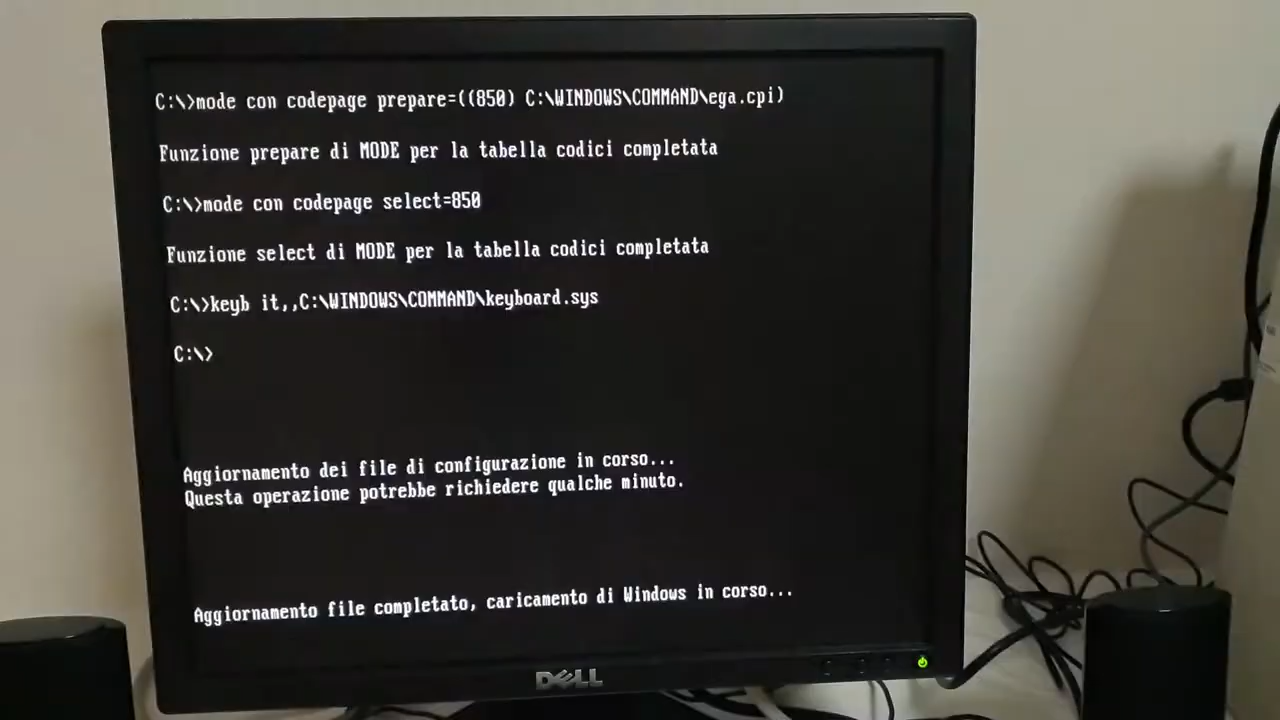 C:\>mode con codepage prepare=((850) C:\WINDOWS\COMMAND\ega.cpi)
Funzione prepare di MODE per la tabella codici completata
C:\>mode con codepage select=850
Funzione select di MODE per la tabella codici completata
C:\>keyb it,,C:\WINDOWS\COMMAND\keyboard.sys
C:\>
Aggiornamento dei file di configurazione in corso...
Questa operazione potrebbe richiedere qualche minuto.
Aggiornamento file completato, caricamento di Windows in corso...
DELL